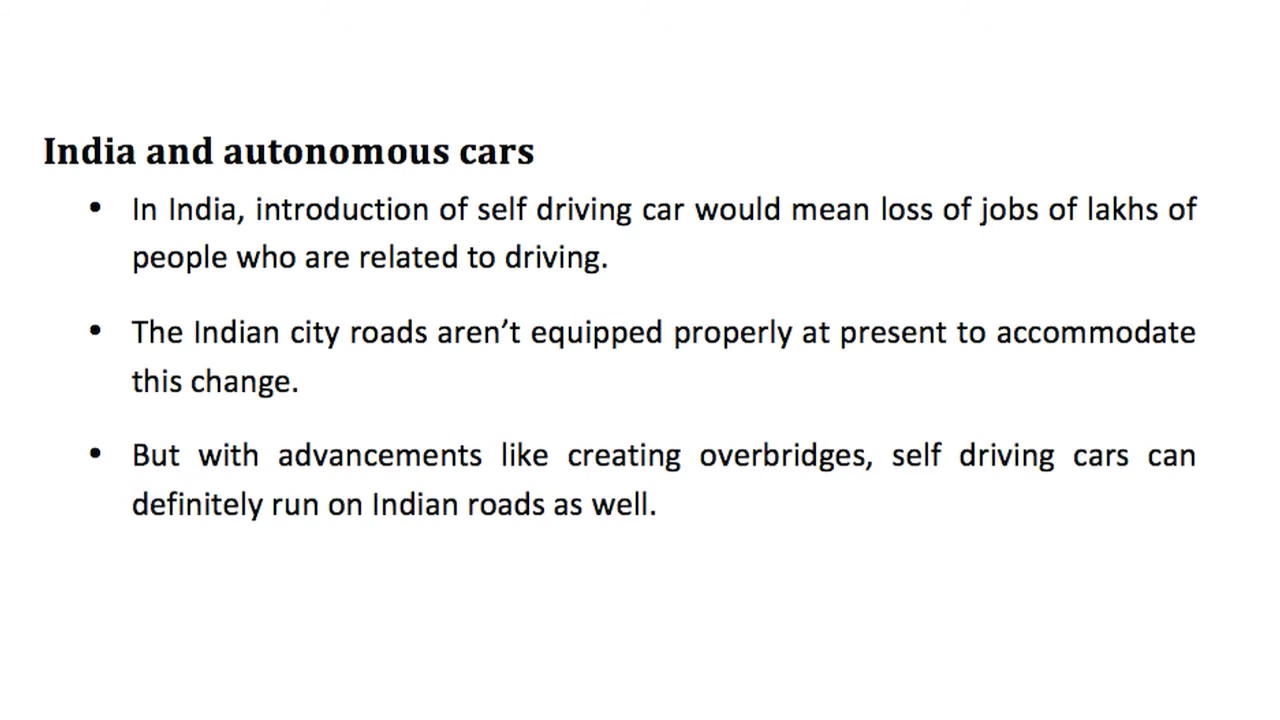 India and autonomous cars
• In India, introduction of self driving car would mean loss of jobs of lakhs of
people who are related to driving.
• The Indian city roads aren’t equipped properly at present to accommodate
this change.
• But with advancements like creating overbridges, self driving cars can
definitely run on Indian roads as well.